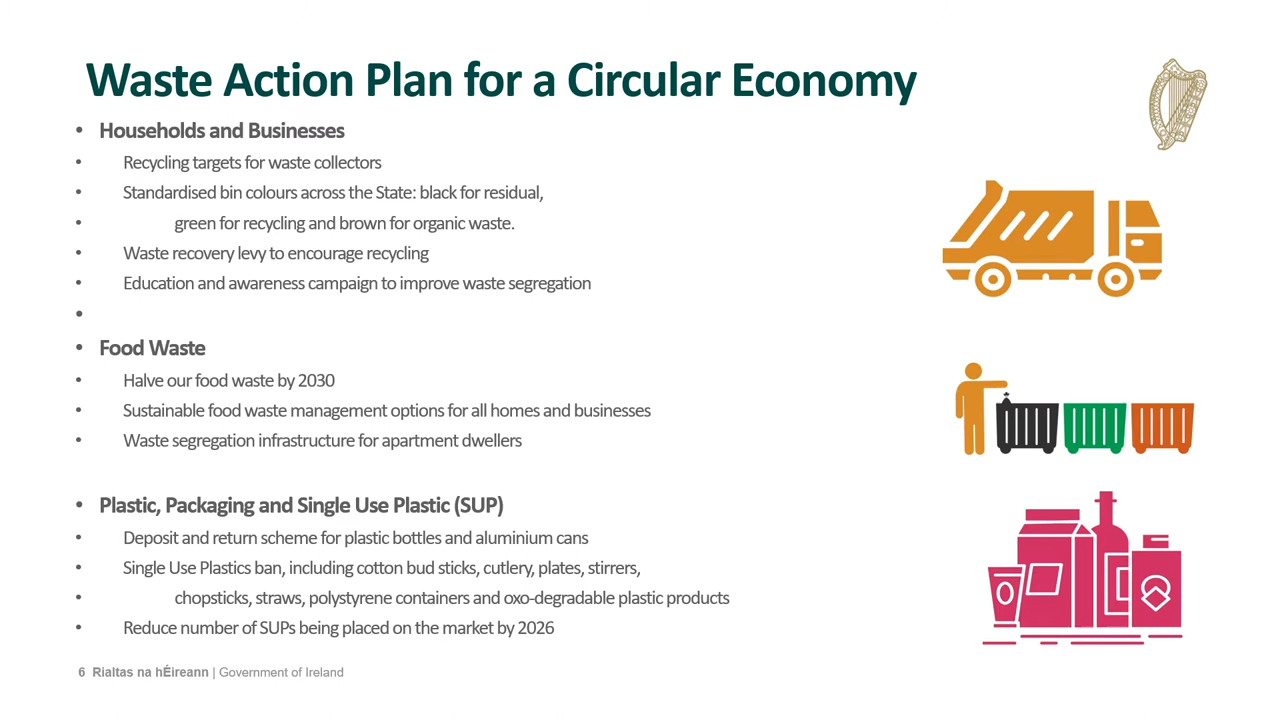 Waste Action Plan for a Circular Economy
• Households and Businesses
• Recycling targets for waste collectors
• Standardised bin colours across the State: black for residual,
• green for recycling and brown for organic waste.
• Waste recovery levy to encourage recycling
• Education and awareness campaign to improve waste segregation
•
• Food Waste
• Halve our food waste by 2030
• Sustainable food waste management options for all homes and businesses
• Waste segregation infrastructure for apartment dwellers
• Plastic, Packaging and Single Use Plastic (SUP)
• Deposit and return scheme for plastic bottles and aluminium cans
• Single Use Plastics ban, including cotton bud sticks, cutlery, plates, stirrers,
• chopsticks, straws, polystyrene containers and oxo-degradable plastic products
• Reduce number of SUPs being placed on the market by 2026
6 Rialtas na hÉireann | Government of Ireland